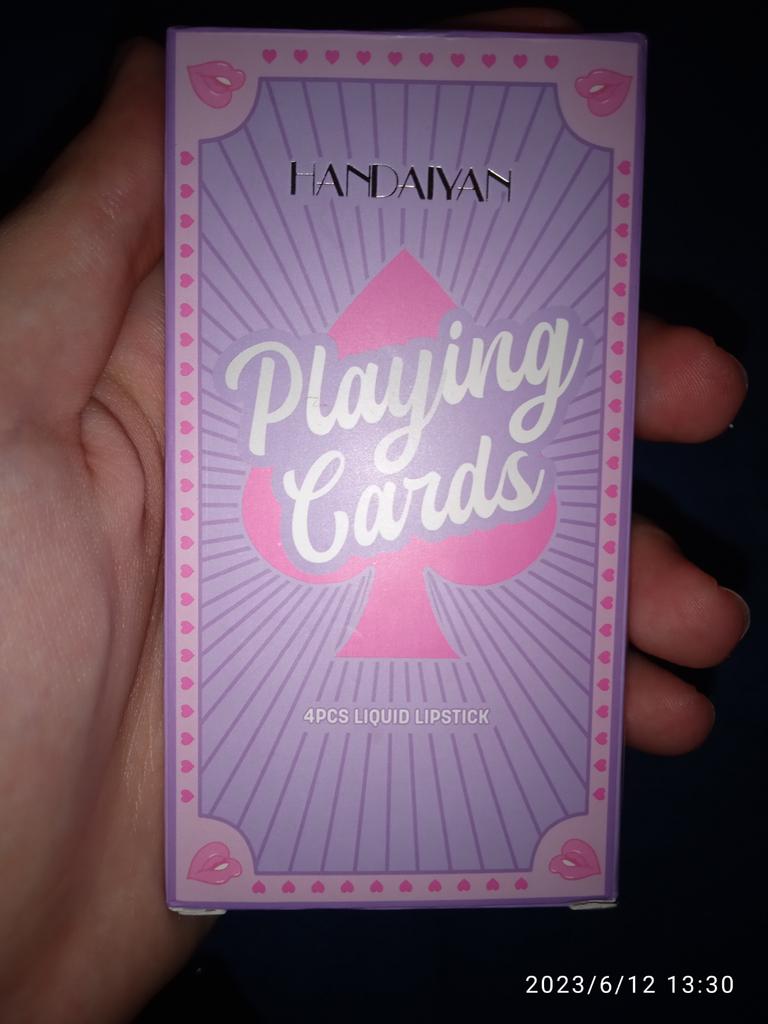 HANDAIYAN
Playing
Cards
4PCS LIQUID LIPSTICK
2023/6/12 13:30